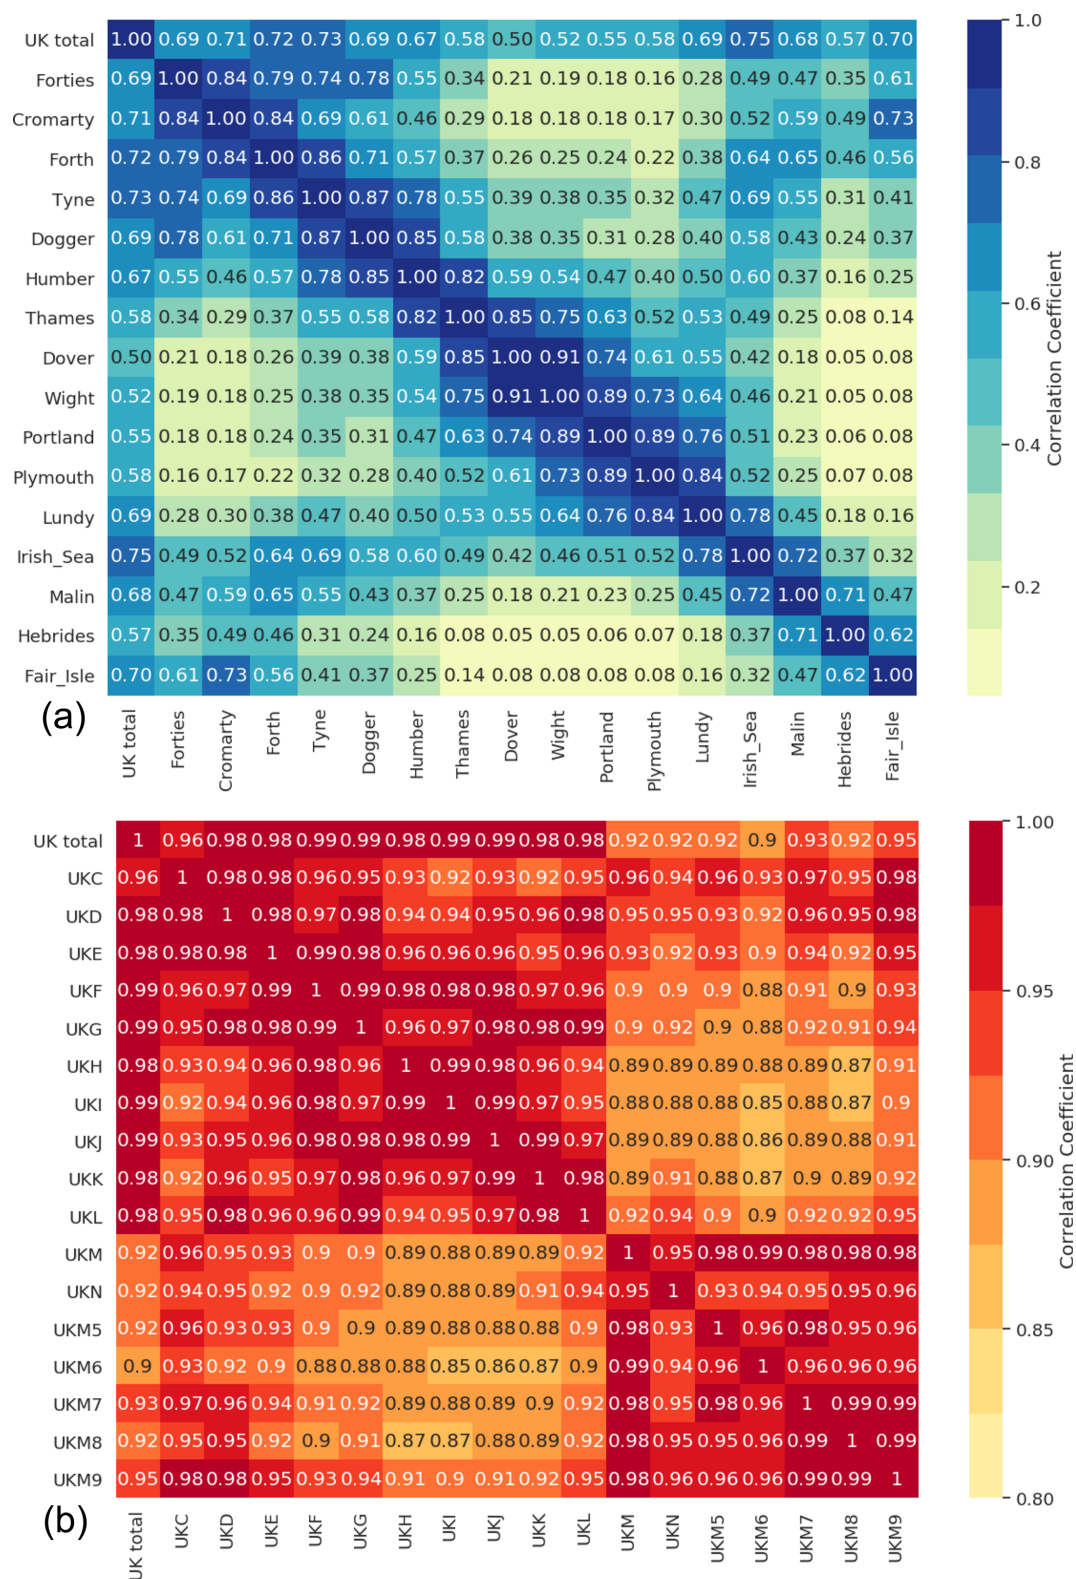 UK total 1.00 0.69 0.71 0.72 0.73 0.69 0.67 0.58 0.50 0.52 0.55 0.58 0.69 0.75 0.68 0.57 0.70
Forties 0.69 1.00 0.84 0.79 0.74 0.78 0.55 0.34 0.21 0.19 0.18 0.16 0.28 0.49 0.47 0.35 0.61
Cromarty 0.71 0.84 1.00 0.84 0.69 0.61 0.46 0.29 0.18 0.18 0.18 0.17 0.30 0.52 0.59 0.49 0.73
Forth 0.72 0.79 0.84 1.00 0.86 0.71 0.57 0.37 0.26 0.25 0.24 0.22 0.38 0.64 0.65 0.46 0.56
Tyne 0.73 0.74 0.69 0.86 1.00 0.87 0.78 0.55 0.39 0.38 0.35 0.32 0.47 0.69 0.55 0.31 0.41
Dogger 0.69 0.78 0.61 0.71 0.87 1.00 0.85 0.58 0.38 0.35 0.31 0.28 0.40 0.58 0.43 0.24 0.37
Humber 0.67 0.55 0.46 0.57 0.78 0.85 1.00 0.82 0.59 0.54 0.47 0.40 0.50 0.60 0.37 0.16 0.25
Thames 0.58 0.34 0.29 0.37 0.55 0.58 0.82 1.00 0.85 0.75 0.63 0.52 0.53 0.49 0.25 0.08 0.14
Dover 0.50 0.21 0.18 0.26 0.39 0.38 0.59 0.85 1.00 0.91 0.74 0.61 0.55 0.42 0.18 0.05 0.08
Wight 0.52 0.19 0.18 0.25 0.38 0.35 0.54 0.75 0.91 1.00 0.89 0.73 0.64 0.46 0.21 0.05 0.08
Portland 0.55 0.18 0.18 0.24 0.35 0.31 0.47 0.63 0.74 0.89 1.00 0.89 0.76 0.51 0.23 0.06 0.08
Plymouth 0.58 0.16 0.17 0.22 0.32 0.28 0.40 0.52 0.61 0.73 0.89 1.00 0.84 0.52 0.25 0.07 0.08
Lundy 0.69 0.28 0.30 0.38 0.47 0.40 0.50 0.53 0.55 0.64 0.76 0.84 1.00 0.78 0.45 0.18 0.16
Irish_Sea 0.75 0.49 0.52 0.64 0.69 0.58 0.60 0.49 0.42 0.46 0.51 0.52 0.78 1.00 0.72 0.37 0.32
Malin 0.68 0.47 0.59 0.65 0.55 0.43 0.37 0.25 0.18 0.21 0.23 0.25 0.45 0.72 1.00 0.71 0.47
Hebrides 0.57 0.35 0.49 0.46 0.31 0.24 0.16 0.08 0.05 0.05 0.06 0.07 0.18 0.37 0.71 1.00 0.62
Fair_Isle 0.70 0.61 0.73 0.56 0.41 0.37 0.25 0.14 0.08 0.08 0.08 0.08 0.16 0.32 0.47 0.62 1.00
(a)
UK total Forties Cromarty Forth Tyne Dogger Humber Thames Dover Wight Portland Plymouth Lundy Irish_Sea Malin Hebrides Fair_Isle
1.0
0.8
0.6
0.4
0.2
Correlation Coefficient
UK total 1 0.96 0.98 0.98 0.99 0.99 0.98 0.99 0.99 0.98 0.98 0.92 0.92 0.92 0.9 0.93 0.92 0.95
UKC 0.96 1 0.98 0.98 0.96 0.95 0.93 0.92 0.93 0.92 0.95 0.96 0.94 0.96 0.93 0.97 0.95 0.98
UKD 0.98 0.98 1 0.98 0.97 0.98 0.94 0.94 0.95 0.96 0.98 0.95 0.95 0.93 0.92 0.96 0.95 0.98
UKE 0.98 0.98 0.98 1 0.99 0.98 0.96 0.96 0.96 0.95 0.96 0.93 0.92 0.93 0.9 0.94 0.92 0.95
UKF 0.99 0.96 0.97 0.99 1 0.99 0.98 0.98 0.98 0.97 0.96 0.9 0.9 0.9 0.88 0.91 0.9 0.93
UKG 0.99 0.95 0.98 0.98 0.99 1 0.96 0.97 0.98 0.98 0.99 0.9 0.92 0.9 0.88 0.92 0.91 0.94
UKH 0.98 0.93 0.94 0.96 0.98 0.96 1 0.99 0.98 0.96 0.94 0.89 0.89 0.89 0.88 0.89 0.87 0.91
UKI 0.99 0.92 0.94 0.96 0.98 0.97 0.99 1 0.99 0.97 0.95 0.88 0.88 0.88 0.85 0.88 0.87 0.9
UKJ 0.99 0.93 0.95 0.96 0.98 0.98 0.98 0.99 1 0.99 0.97 0.89 0.89 0.88 0.86 0.89 0.88 0.91
UKK 0.98 0.92 0.96 0.95 0.97 0.98 0.96 0.97 0.99 1 0.98 0.89 0.91 0.88 0.87 0.9 0.89 0.92
UKL 0.98 0.95 0.98 0.96 0.96 0.99 0.94 0.95 0.97 0.98 1 0.92 0.94 0.9 0.9 0.92 0.92 0.95
UKM 0.92 0.96 0.95 0.93 0.9 0.9 0.89 0.88 0.89 0.89 0.92 1 0.95 0.98 0.99 0.98 0.98 0.98
UKN 0.92 0.94 0.95 0.92 0.9 0.92 0.89 0.88 0.89 0.91 0.94 0.95 1 0.93 0.94 0.95 0.95 0.96
UKM5 0.92 0.96 0.93 0.93 0.9 0.9 0.89 0.88 0.88 0.88 0.9 0.98 0.93 1 0.96 0.98 0.95 0.96
UKM6 0.9 0.93 0.92 0.9 0.88 0.88 0.88 0.85 0.86 0.87 0.9 0.99 0.94 0.96 1 0.96 0.96 0.96
UKM7 0.93 0.97 0.96 0.94 0.91 0.92 0.89 0.88 0.89 0.9 0.92 0.98 0.95 0.98 0.96 1 0.99 0.99
UKM8 0.92 0.95 0.95 0.92 0.9 0.91 0.87 0.87 0.88 0.89 0.92 0.98 0.95 0.95 0.96 0.99 1 0.99
UKM9 0.95 0.98 0.98 0.95 0.93 0.94 0.91 0.9 0.91 0.92 0.95 0.98 0.96 0.96 0.96 0.99 0.99 1
(b)
UK total UKC UKD UKE UKF UKG UKH UKI UKJ UKK UKL UKM UKN UKM5 UKM6 UKM7 UKM8 UKM9
1.00
0.95
0.90
0.85
0.80
Correlation Coefficient